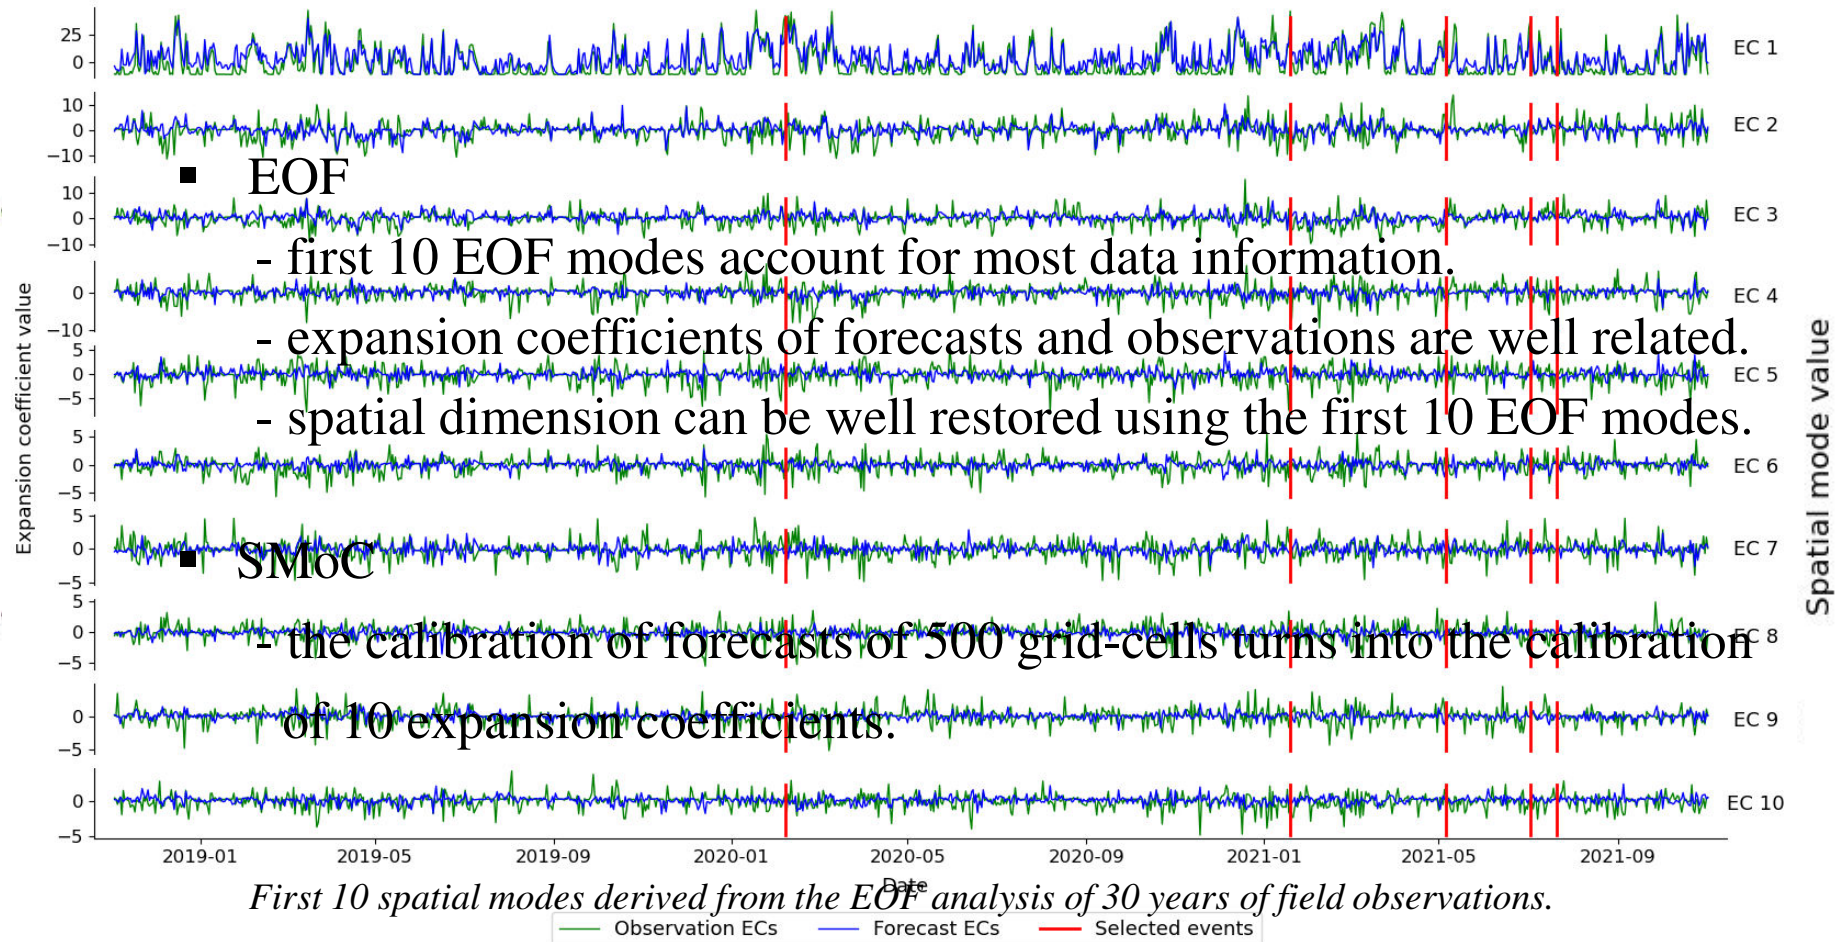 25
0
EC 1
10
0
−10
EC 2
▪ EOF
10
0
−10
EC 3
- first 10 EOF modes account for most data information.
0
−10
EC 4
- expansion coefficients of forecasts and observations are well related.
5
0
−5
EC 5
- spatial dimension can be well restored using the first 10 EOF modes.
5
0
−5
EC 6
5
0
−5
EC 7
▪ SMoC
5
0
−5
EC 8
- the calibration of forecasts of 500 grid-cells turns into the calibration
of 10 expansion coefficients.
0
−5
EC 9
0
−5
EC 10
Expansion coefficient value
Spatial mode value
2019-01 2019-05 2019-09 2020-01 2020-05 2020-09 2021-01 2021-05 2021-09
Date
First 10 spatial modes derived from the EOF analysis of 30 years of field observations.
Observation ECs Forecast ECs Selected events